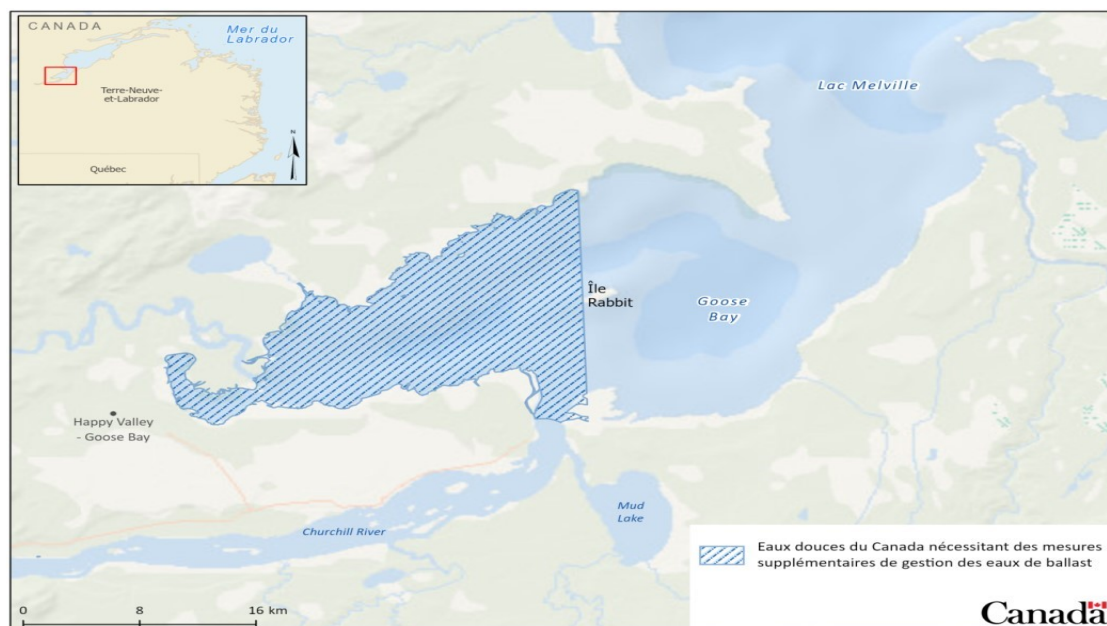 CANADA
Mer du
Labrador
Terre-Neuve-
et-Labrador
Québec
N
Lac Melville
Île
Rabbit
Goose
Bay
Happy Valley
- Goose Bay
Churchill River
Mud
Lake
Eaux douces du Canada nécessitant des mesures
supplémentaires de gestion des eaux de ballast
0 8 16 km
Canada